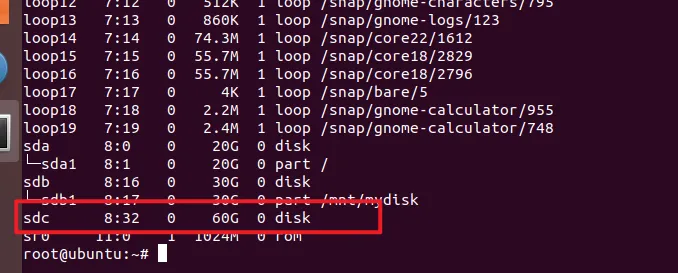 loop12 7:12 0 512K 1 loop /snap/gnome-characters/795
loop13 7:13 0 860K 1 loop /snap/gnome-logs/123
loop14 7:14 0 74.3M 1 loop /snap/core22/1612
loop15 7:15 0 55.7M 1 loop /snap/core18/2829
loop16 7:16 0 55.7M 1 loop /snap/core18/2796
loop17 7:17 0 4K 1 loop /snap/bare/5
loop18 7:18 0 2.2M 1 loop /snap/gnome-calculator/955
loop19 7:19 0 2.4M 1 loop /snap/gnome-calculator/748
sda 8:0 0 20G 0 disk
└─sda1 8:1 0 20G 0 part /
sdb 8:16 0 30G 0 disk
└─sdb1 8:17 0 30G 0 part /mnt/mydisk
sdc 8:32 0 60G 0 disk
sr0 11:0 1 1024M 0 rom
root@ubuntu:~#